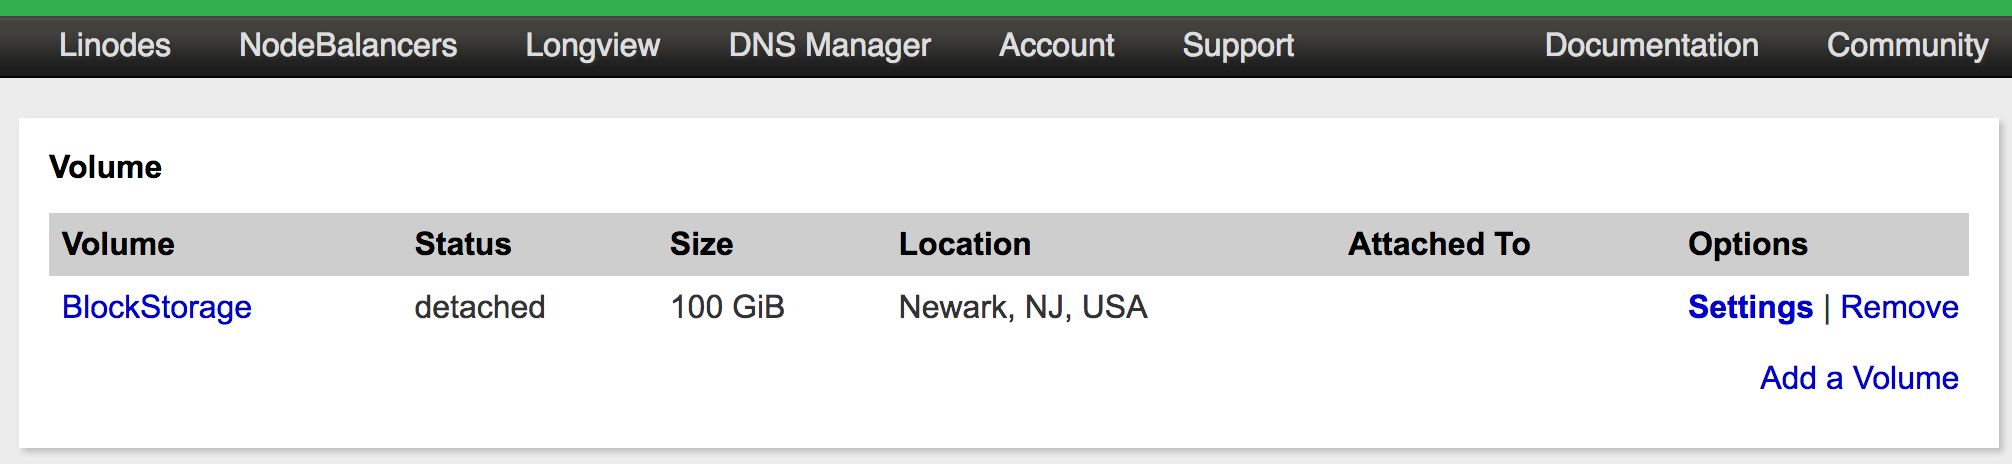 Linodes NodeBalancers Longview DNS Manager Account Support Documentation Community
Volume
Volume Status Size Location Attached To Options
BlockStorage detached 100 GiB Newark, NJ, USA Settings | Remove
Add a Volume